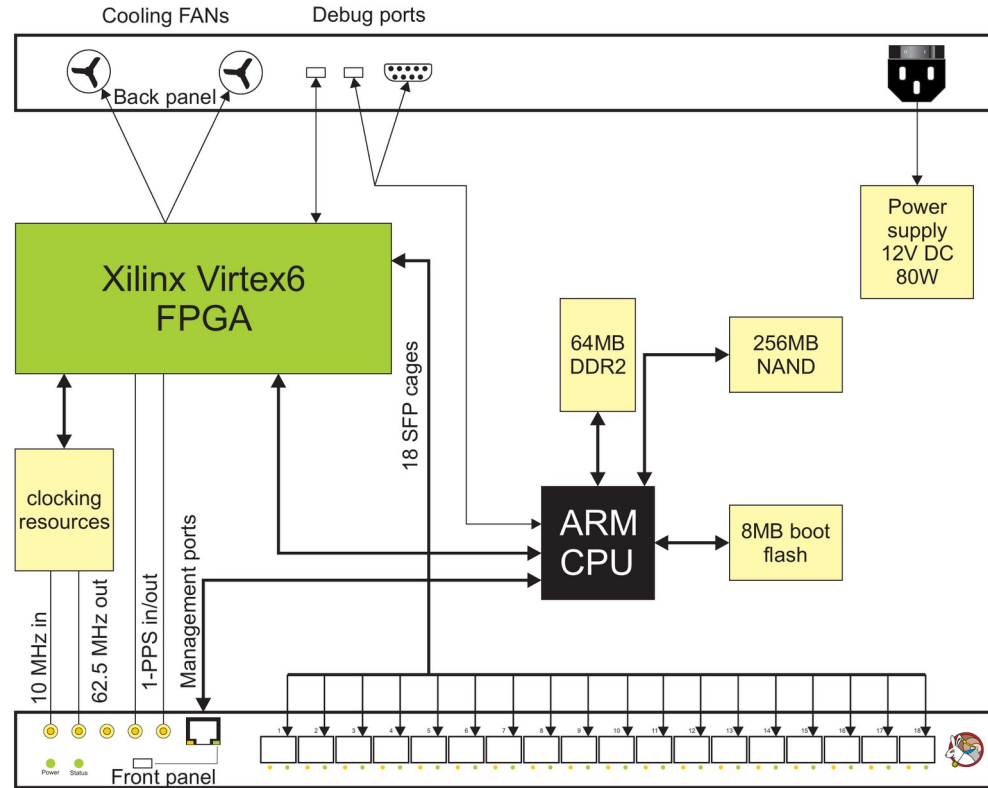 Cooling FANs
Debug ports
Back panel
Power
supply
12V DC
80W
Xilinx Virtex6
FPGA
64MB
DDR2
256MB
NAND
18 SFP cages
clocking
resources
ARM
CPU
8MB boot
flash
10 MHz in
62.5 MHz out
1-PPS in/out
Management ports
1 2 3 4 5 6 7 8 9 10 11 12 13 14 15 16 17 18
Power
Status
Front panel